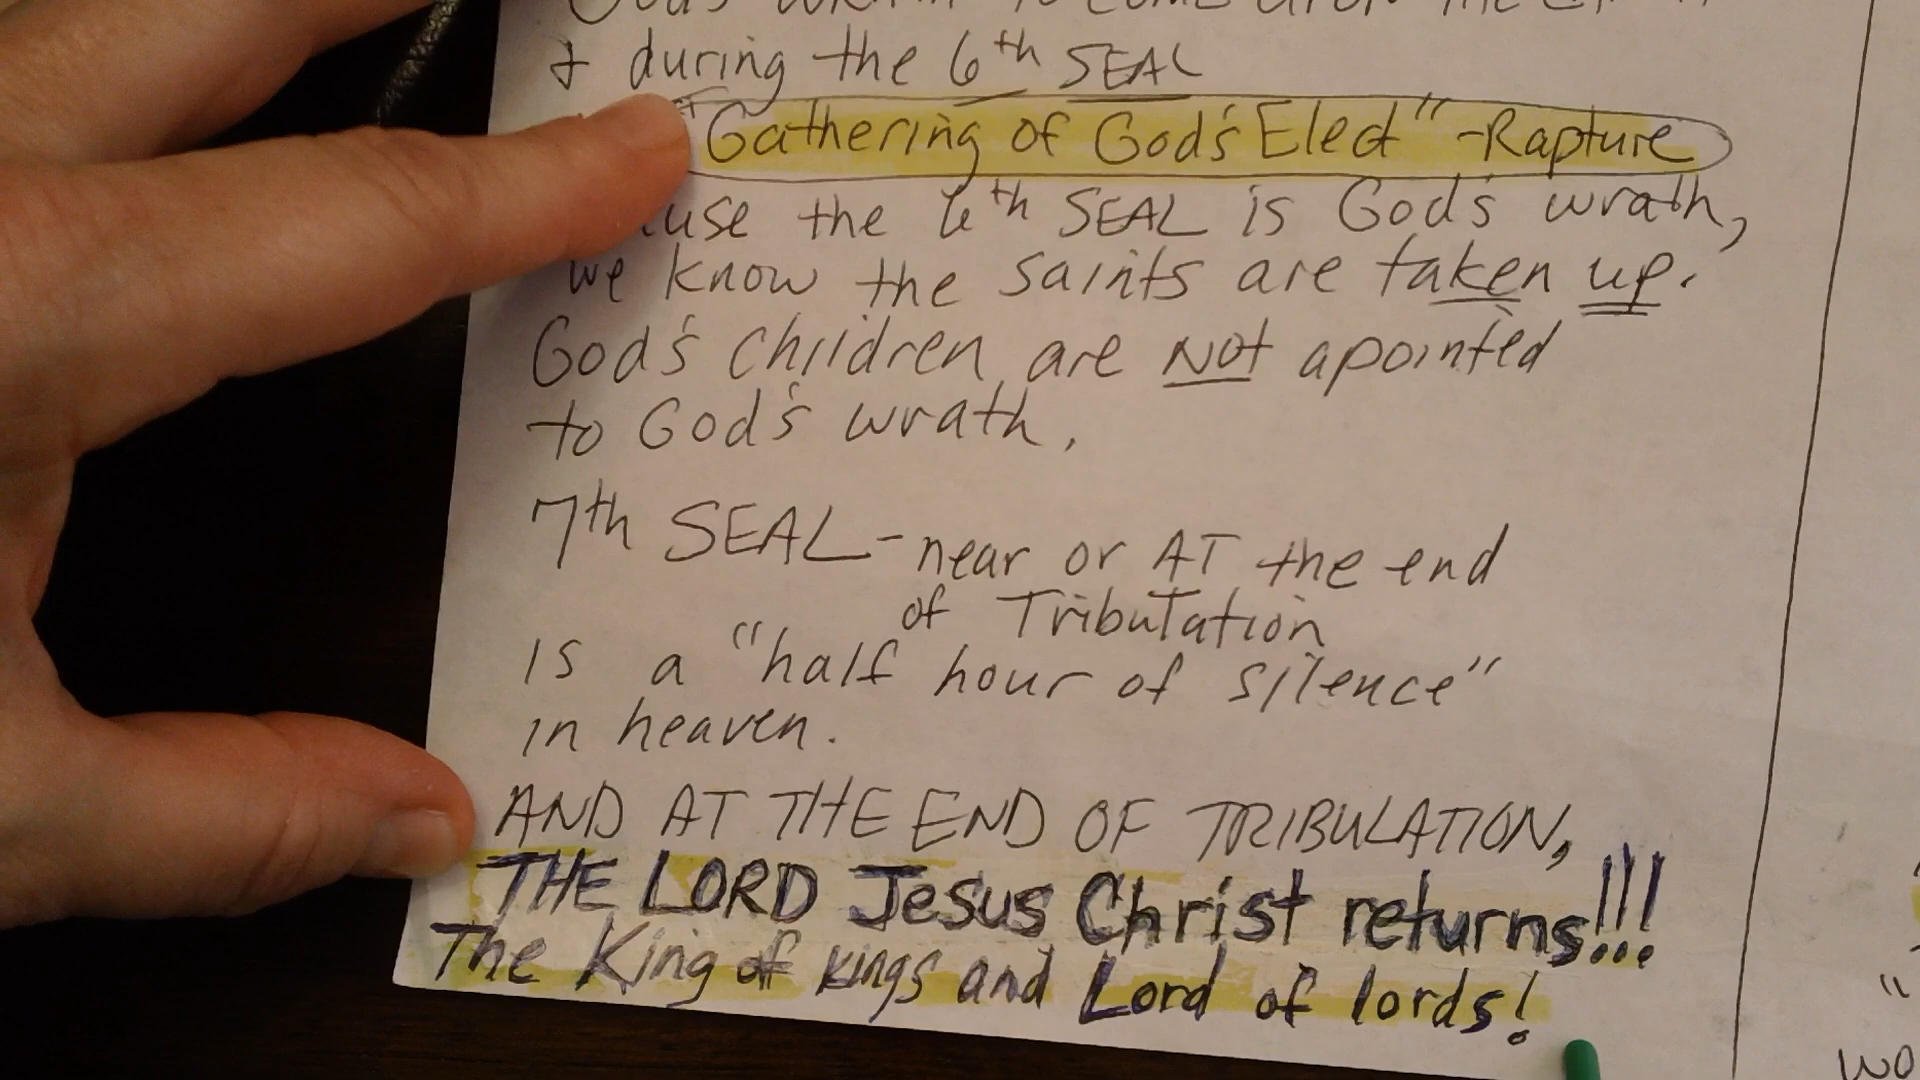 & during the 6th SEAL
"Gathering of God's Elect" - Rapture
the 6th SEAL is God's wrath,
we know the saints are taken up.
God's children are NOT apointed
to God's wrath.
7th SEAL - near or AT the end
of Tribulation
is a "half hour of silence"
in heaven.
AND AT THE END OF TRIBULATION,
THE LORD Jesus Christ returns!!!
The King of kings and Lord of lords!